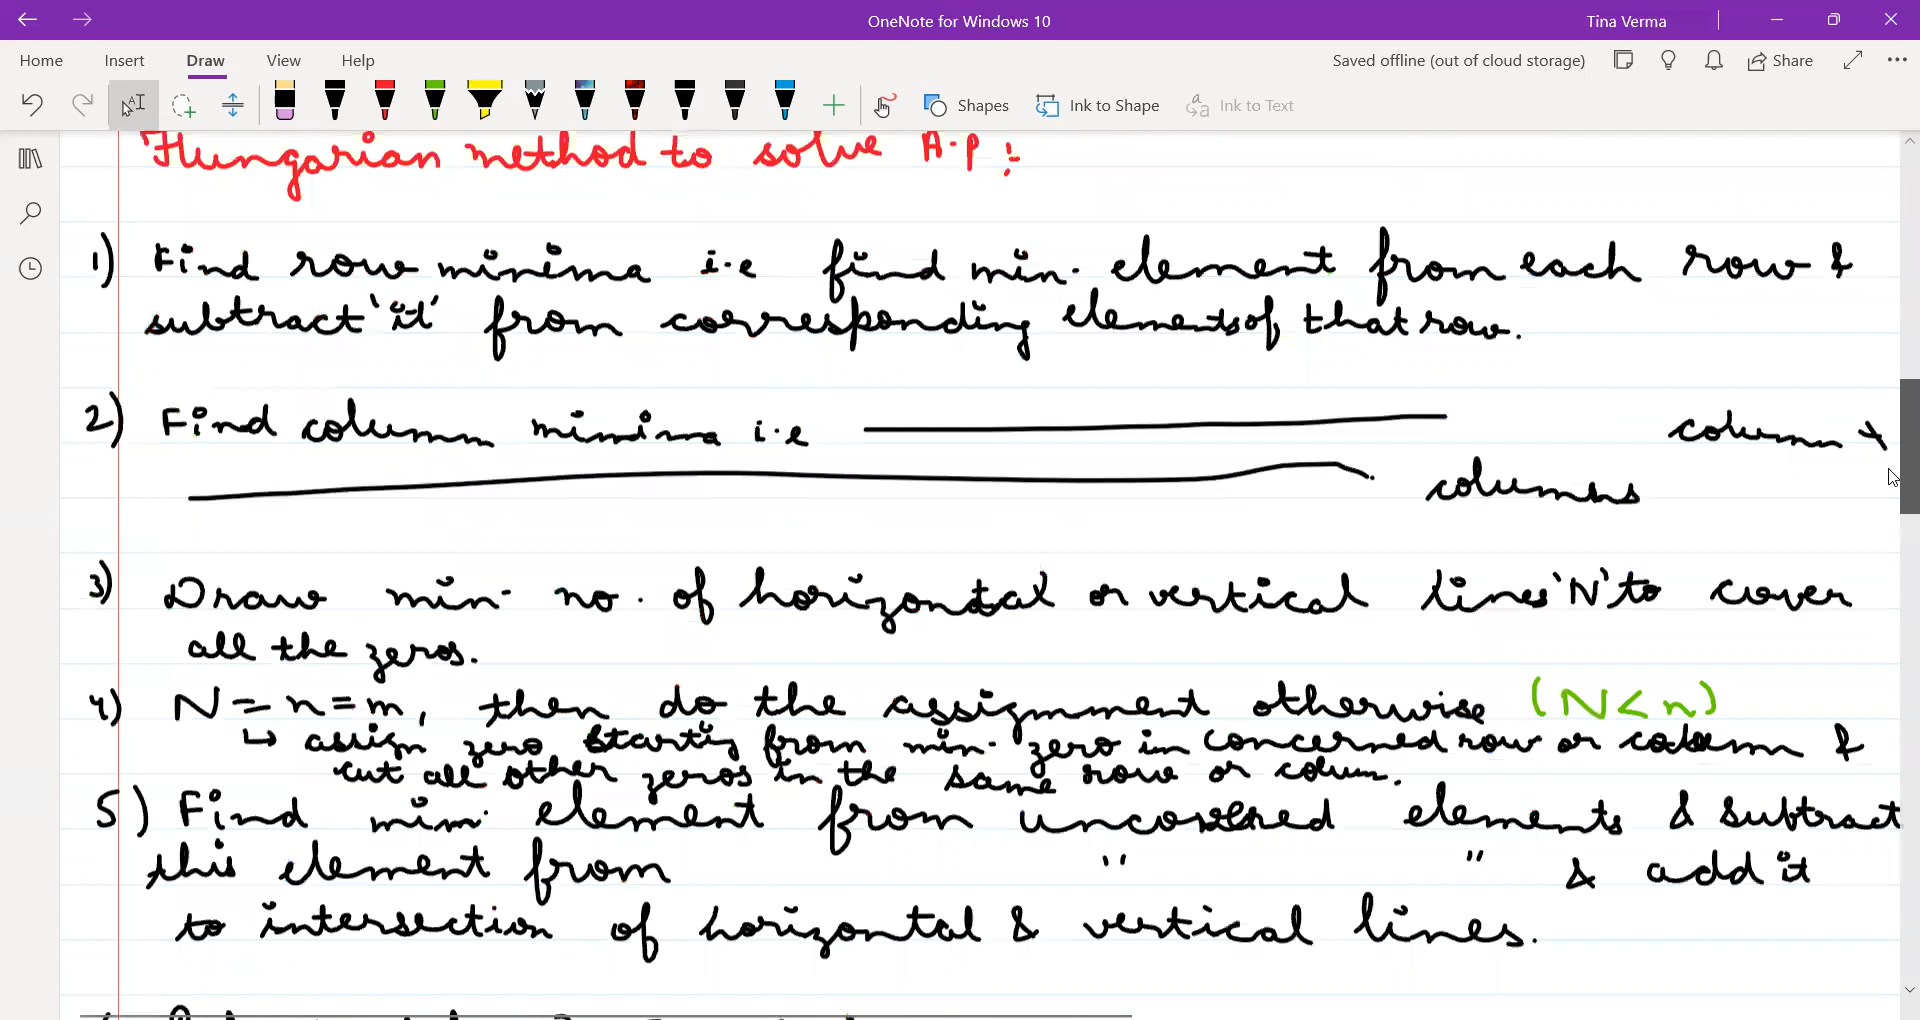 OneNote for Windows 10
Tina Verma
Home Insert Draw View Help
Saved offline (out of cloud storage)
Share
Shapes
Ink to Shape
Ink to Text
Hungarian method to solve A.P :-
1) Find row minima i.e find min. element from each row &
subtract 'it' from corresponding elements of that row.
2) Find column minima i.e column &
columns
3) Draw min. no. of horizontal or vertical lines 'N' to cover
all the zeros.
4) N = n = m, then do the assignment otherwise (N < n)
↳ assign zero starting from min. zero in concerned row or column &
cut all other zeros in the same row or colum.
5) Find min. element from uncovered elements & subtract
this element from " " & add it
to intersection of horizontal & vertical lines.